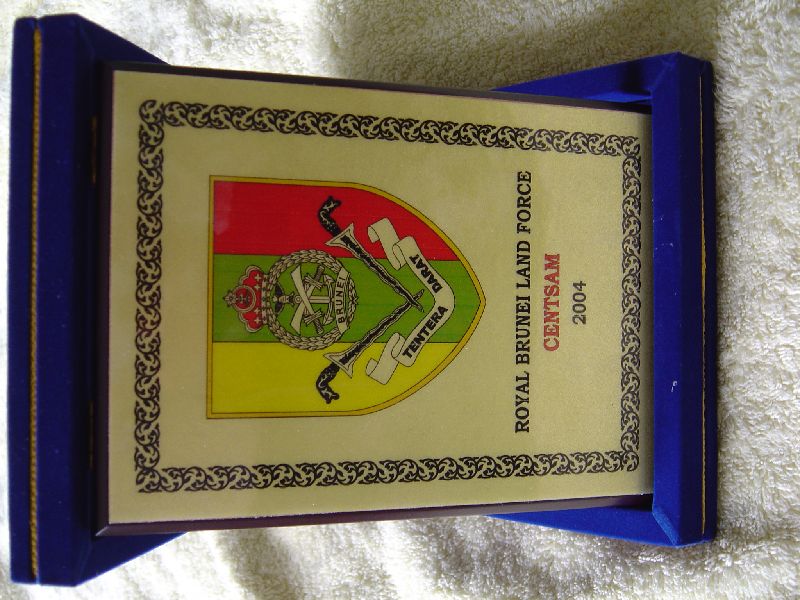 BRUNEI
TENTERA DARAT
ROYAL BRUNEI LAND FORCE
CENTSAM
2004